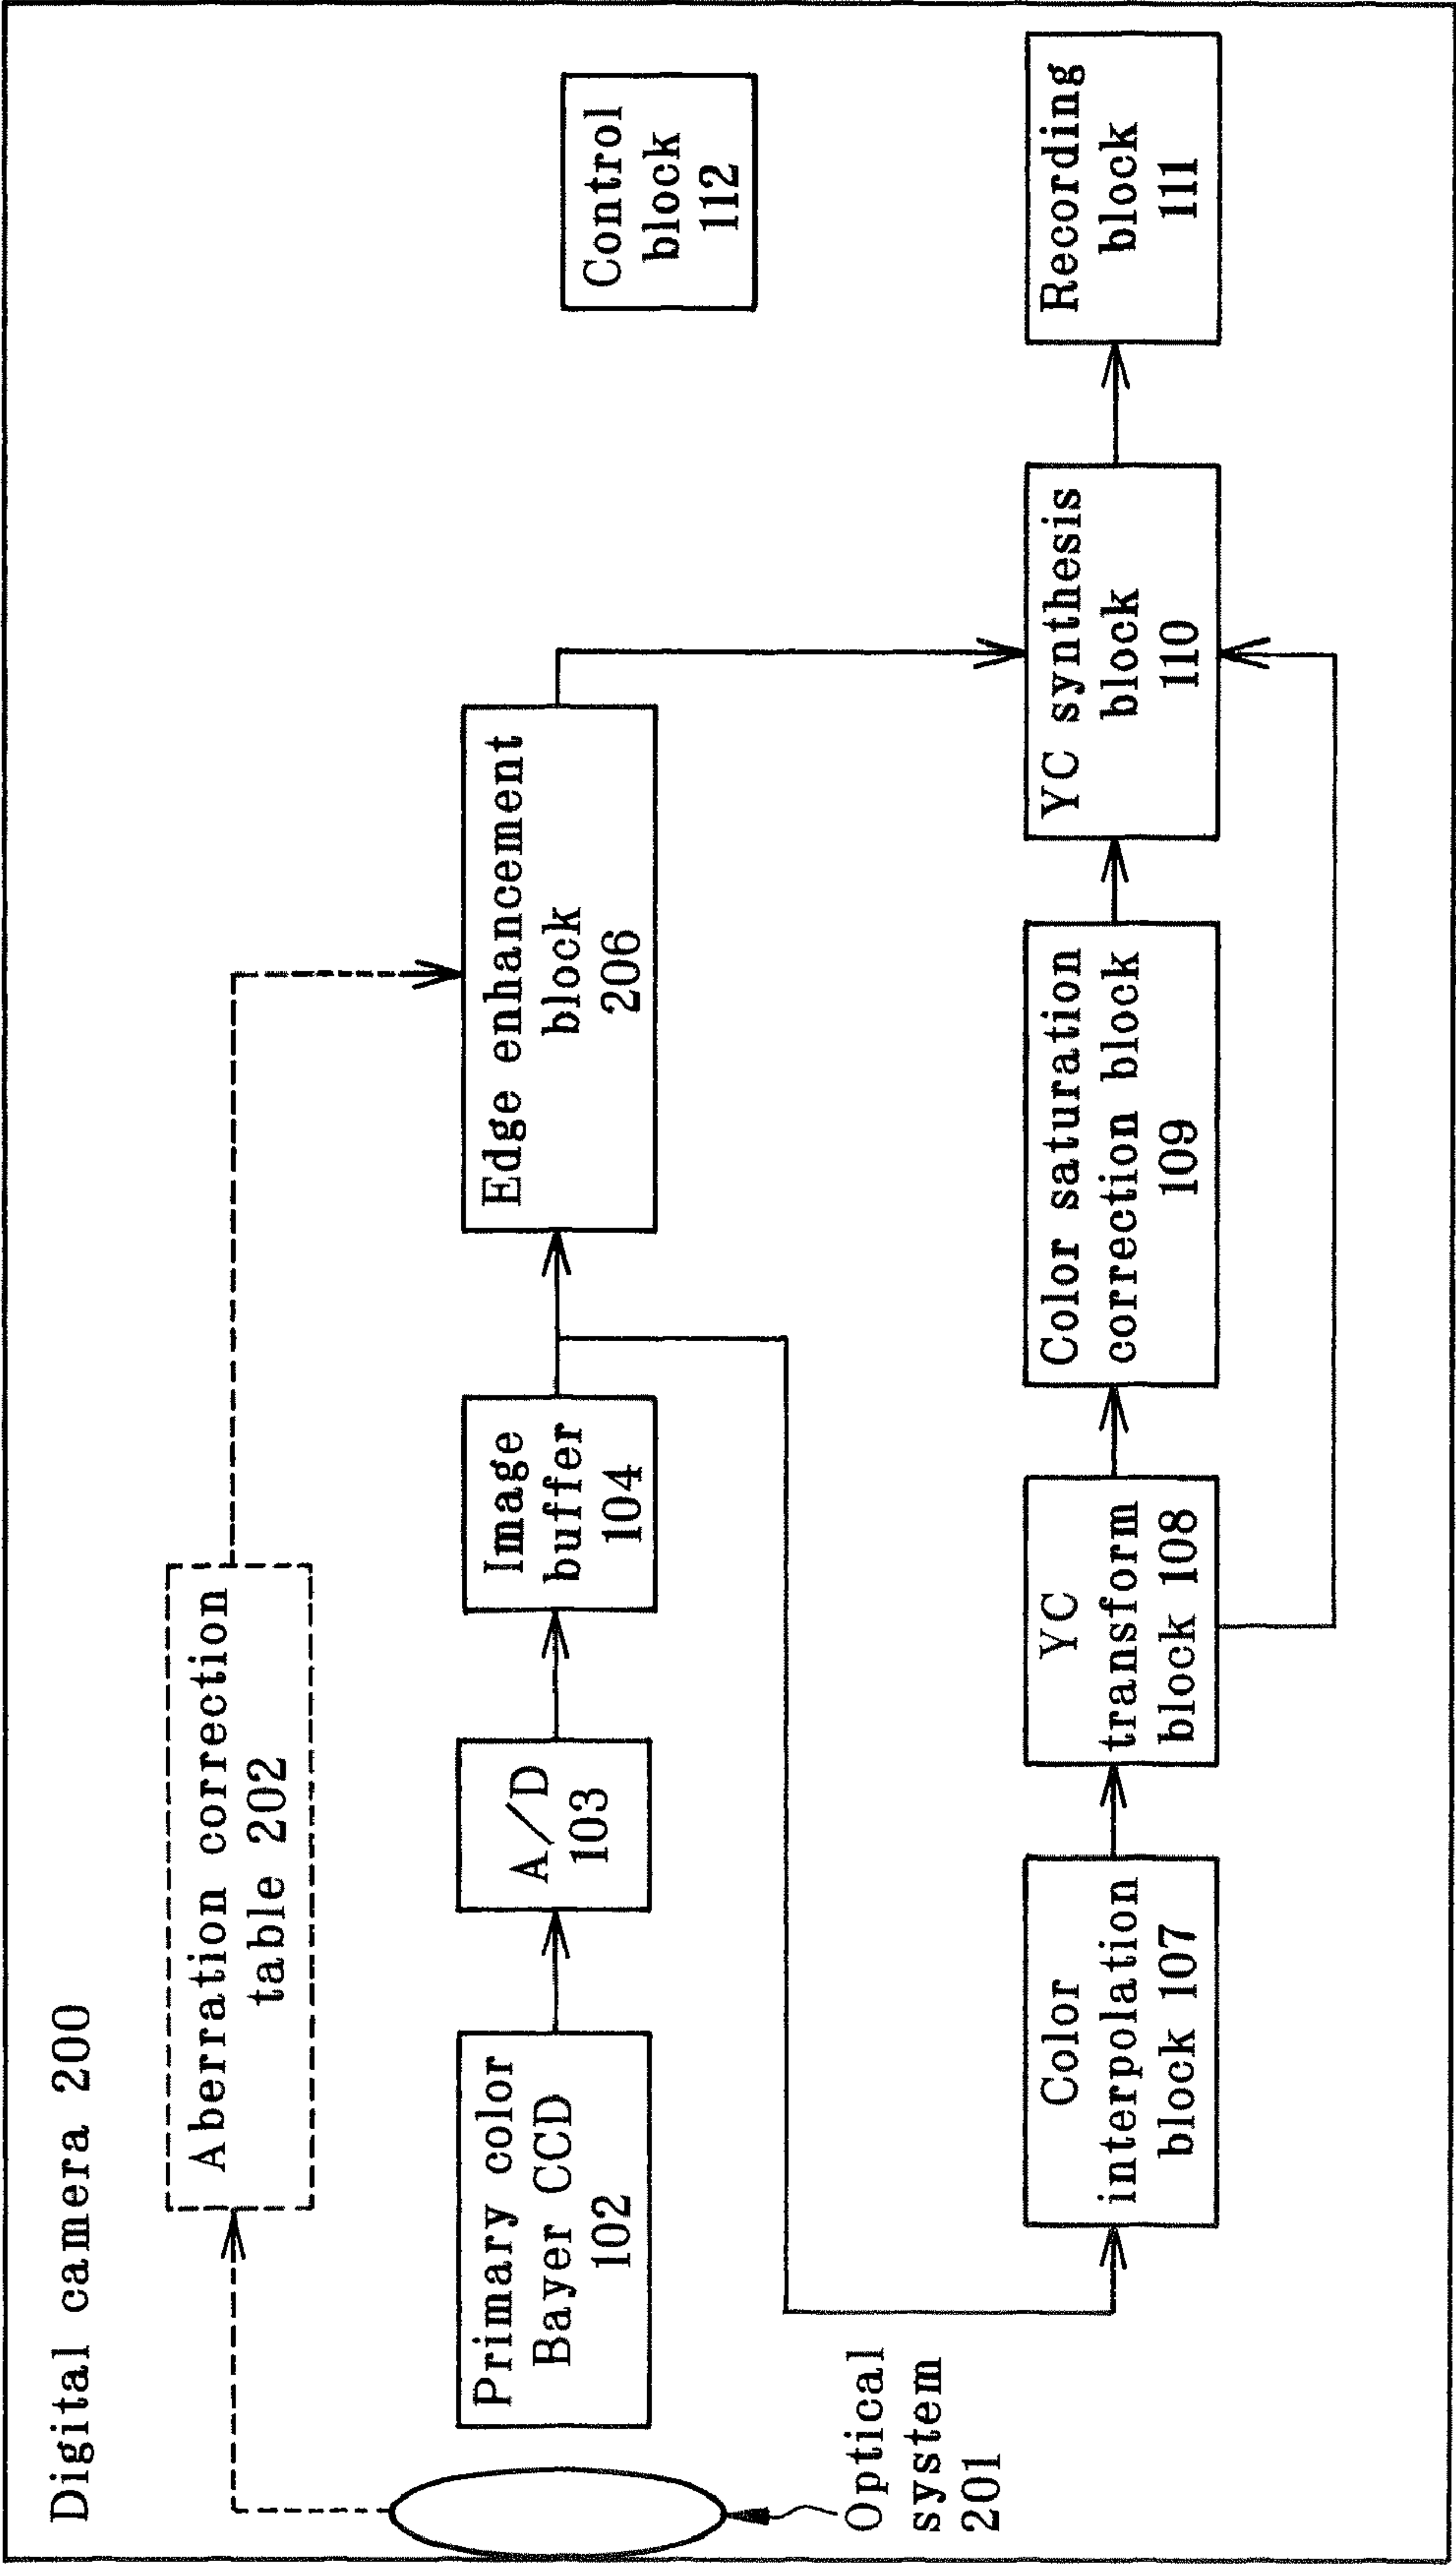 Digital camera 200
Aberration correction
table 202
Primary color
Bayer CCD
102
A/D
103
Image
buffer
104
Edge enhancement
block
206
Control
block
112
Optical
system
201
Color
interpolation
block 107
YC
transform
block 108
Color saturation
correction block
109
YC synthesis
block
110
Recording
block
111